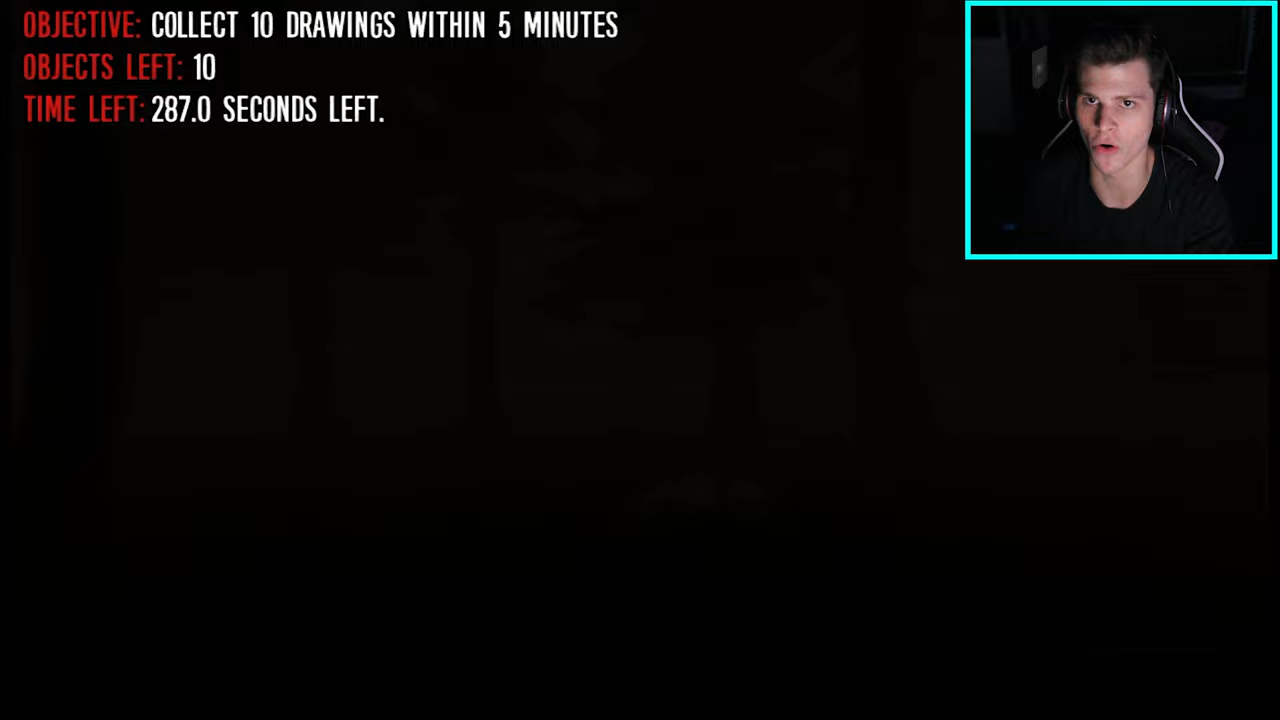 OBJECTIVE: COLLECT 10 DRAWINGS WITHIN 5 MINUTES
OBJECTS LEFT: 10
TIME LEFT: 287.0 SECONDS LEFT.